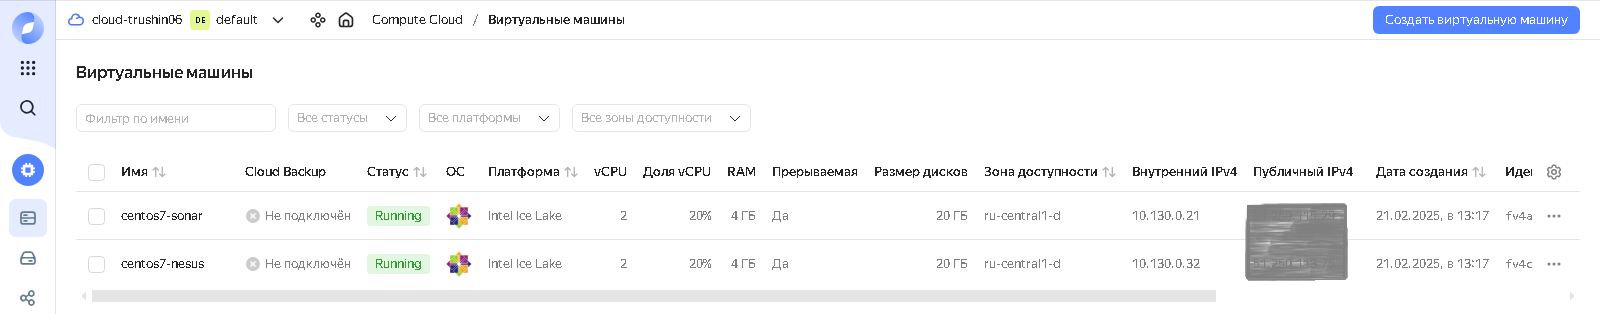 cloud-trushin06 DE default Compute Cloud / Виртуальные машины Создать виртуальную машину
Виртуальные машины
Фильтр по имени Все статусы Все платформы Все зоны доступности
Имя Cloud Backup Статус ОС Платформа vCPU Доля vCPU RAM Прерываемая Размер дисков Зона доступности Внутренний IPv4 Публичный IPv4 Дата создания Иде
centos7-sonar Не подключён Running Intel Ice Lake 2 20% 4 ГБ Да 20 ГБ ru-central1-d 10.130.0.21 21.02.2025, в 13:17 fv4a
centos7-nesus Не подключён Running Intel Ice Lake 2 20% 4 ГБ Да 20 ГБ ru-central1-d 10.130.0.32 21.02.2025, в 13:17 fv4c